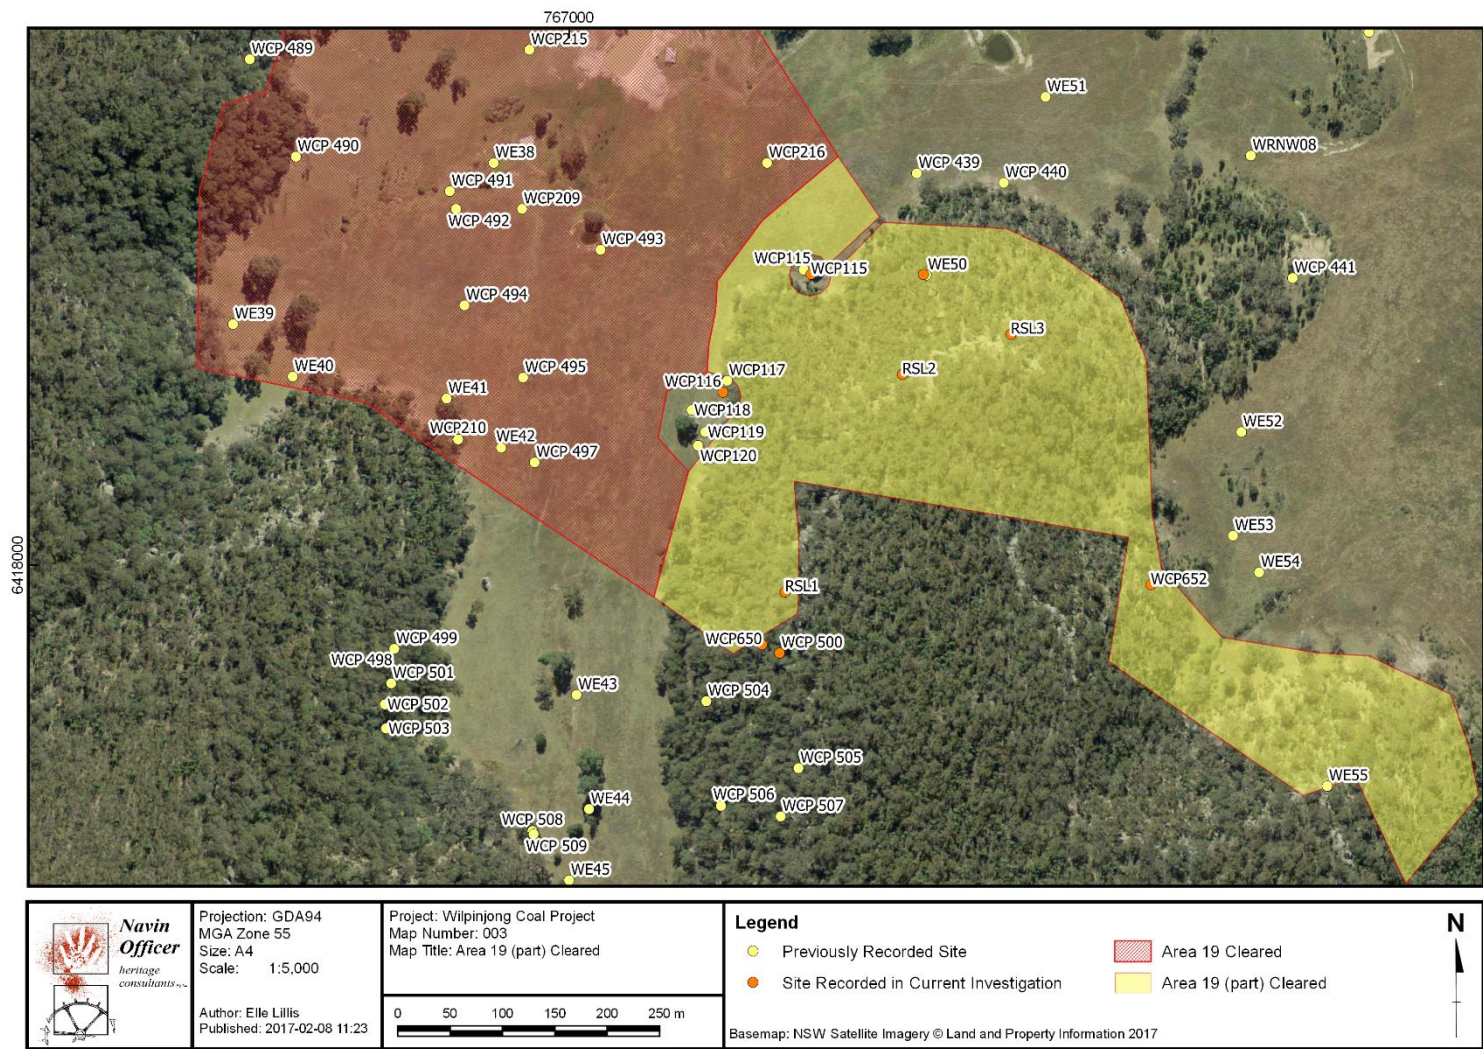 767000
WCP 489
WCP215
WE51
WCP 490
WE38
WCP216
WRNW08
WCP 439
WCP 440
WCP 491
WCP 492
WCP209
WCP 493
WCP115
WCP115
WE50
WCP 441
WCP 494
WE39
RSL3
WE40
WCP 495
WCP117
WCP116
RSL2
WE41
WCP118
WCP210
WE42
WCP119
WE52
WCP 497
WCP120
WE53
6418000
WE54
RSL1
WCP652
WCP 499
WCP650
WCP 500
WCP 498
WCP 501
WE43
WCP 504
WCP 502
WCP 503
WCP 505
WE55
WE44
WCP 506
WCP 507
WCP 508
WCP 509
WE45
Navin
Officer
heritage
consultants
Projection: GDA94
MGA Zone 55
Size: A4
Scale: 1:5,000
Author: Elle Lillis
Published: 2017-02-08 11:23
Project: Wilpinjong Coal Project
Map Number: 003
Map Title: Area 19 (part) Cleared
0 50 100 150 200 250 m
Legend
Previously Recorded Site
Site Recorded in Current Investigation
Area 19 Cleared
Area 19 (part) Cleared
Basemap: NSW Satellite Imagery © Land and Property Information 2017
N